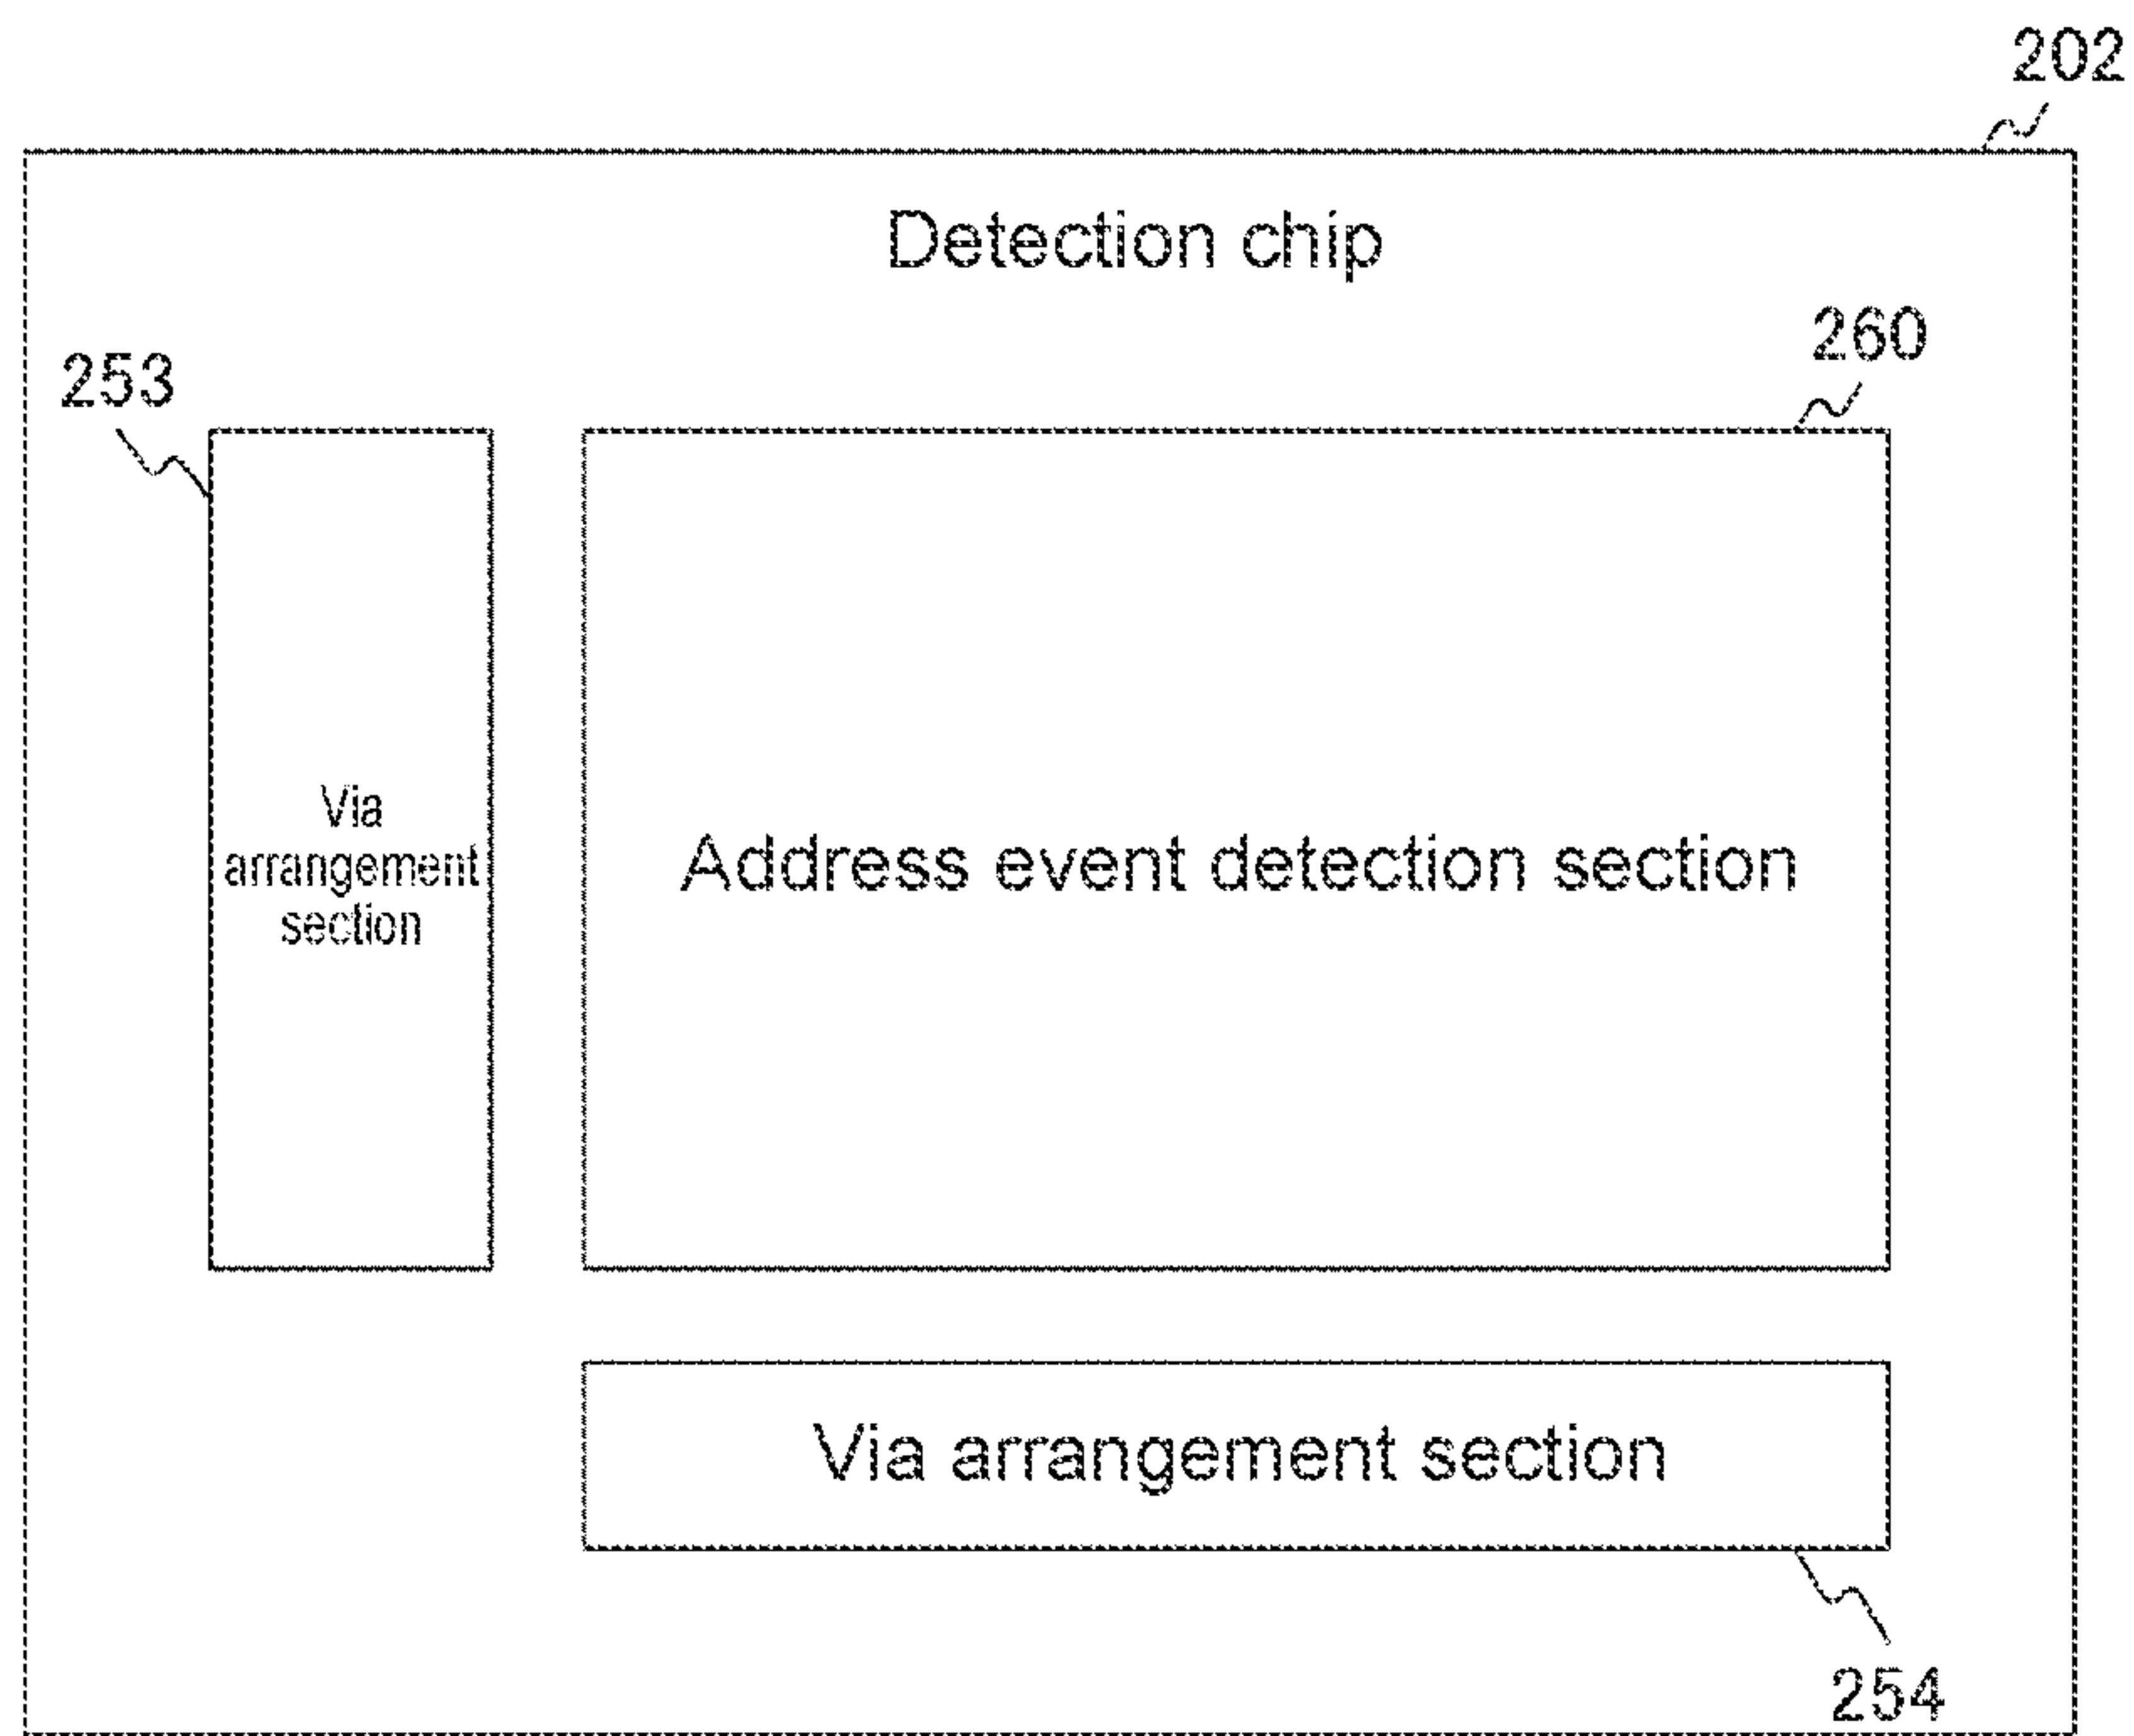 202
Detection chip
260
253
Via
arrangement
section
Address event detection section
Via arrangement section
254